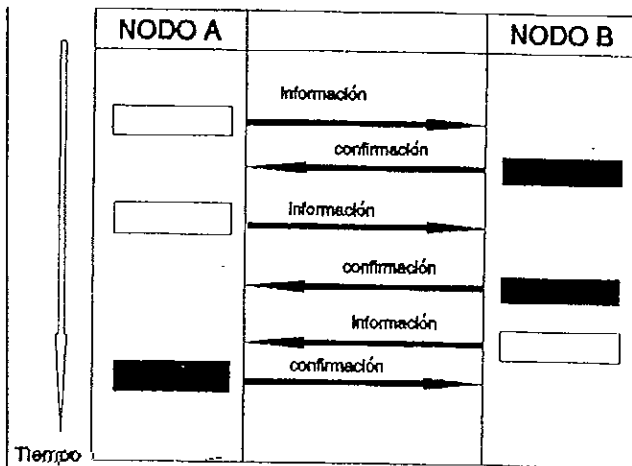 NODO A
NODO B
Información
confirmación
Información
confirmación
Información
confirmación
Tiempo